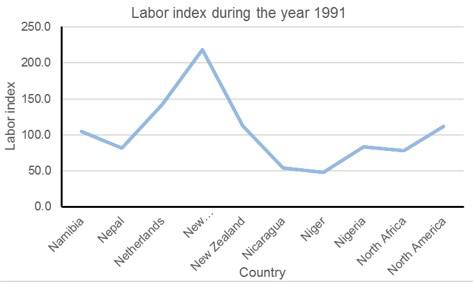 Labor index during the year 1991
250.0
200.0
150.0
100.0
50.0
0.0
Labor index
Namibia
Nepal
Netherlands
New...
New Zealand
Nicaragua
Niger
Nigeria
North Africa
North America
Country